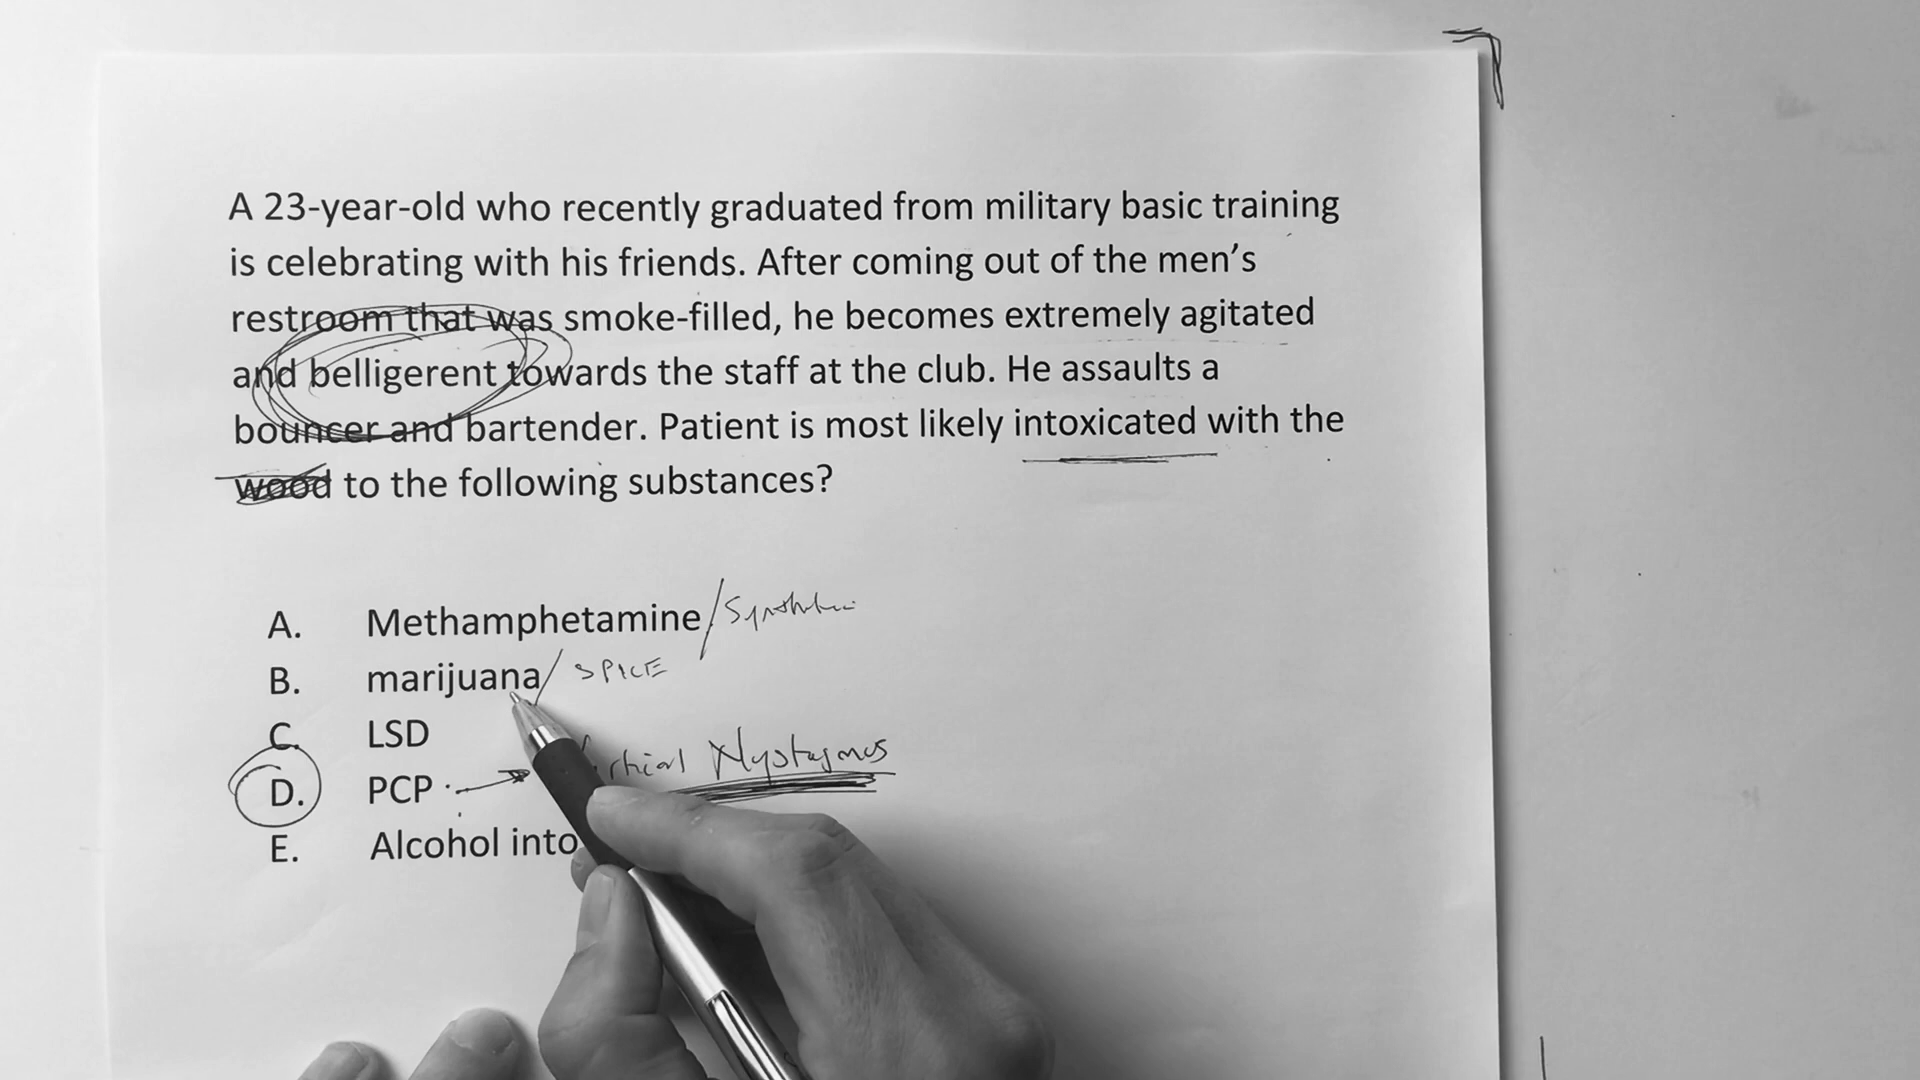 A 23-year-old who recently graduated from military basic training
is celebrating with his friends. After coming out of the men's
restroom that was smoke-filled, he becomes extremely agitated
and belligerent towards the staff at the club. He assaults a
bouncer and bartender. Patient is most likely intoxicated with the
wood to the following substances?
A. Methamphetamine/
B. marijuana/ SPICE
C. LSD
D. PCP Nystagmus
E. Alcohol into